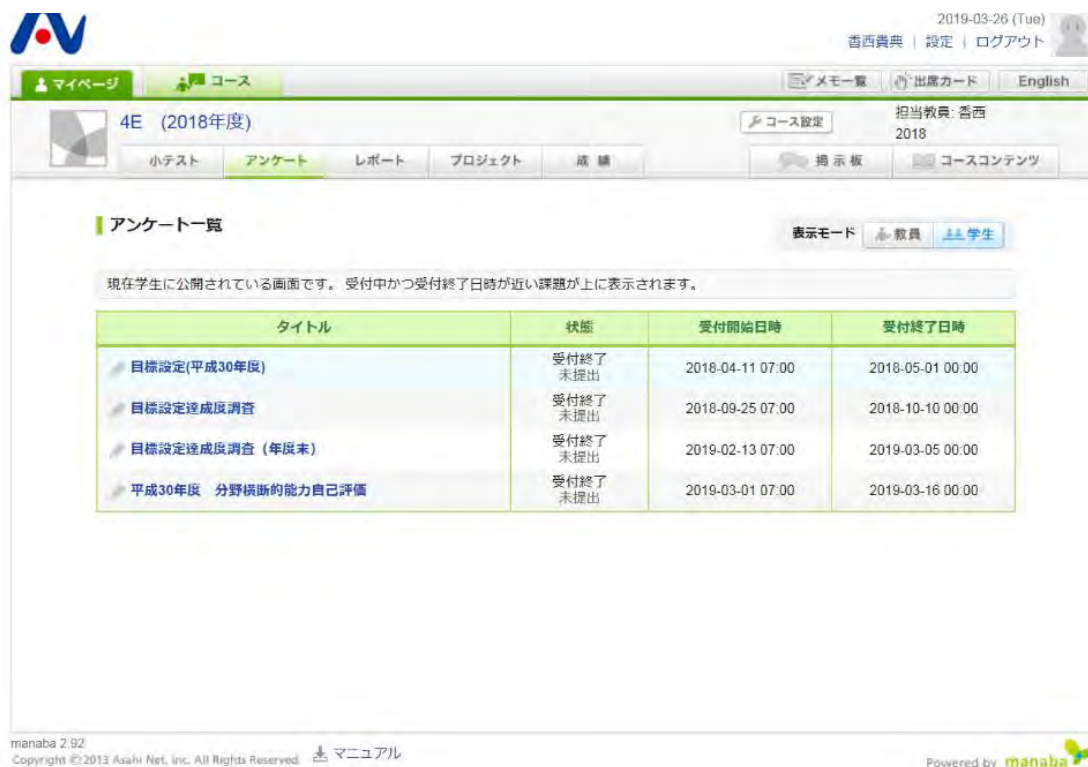 2019-03-26 (Tue)
香西貴典 | 設定 | ログアウト
マイページ コース メモ一覧 出席カード English
4E (2018年度) コース設定 担当教員: 香西
2018
小テスト アンケート レポート プロジェクト 成績 掲示板 コースコンテンツ
アンケート一覧 表示モード 教員 学生
現在学生に公開されている画面です。 受付中かつ受付終了日時が近い課題が上に表示されます。
タイトル 状態 受付開始日時 受付終了日時
目標設定(平成30年度) 受付終了 2018-04-11 07:00 2018-05-01 00:00
未提出
目標設定達成度調査 受付終了 2018-09-25 07:00 2018-10-10 00:00
未提出
目標設定達成度調査(年度末) 受付終了 2019-02-13 07:00 2019-03-05 00:00
未提出
平成30年度 分野横断的能力自己評価 受付終了 2019-03-01 07:00 2019-03-16 00:00
未提出
manaba 2.92
Copyright © 2013 Asahi Net, Inc. All Rights Reserved. マニュアル
Powered by manaba